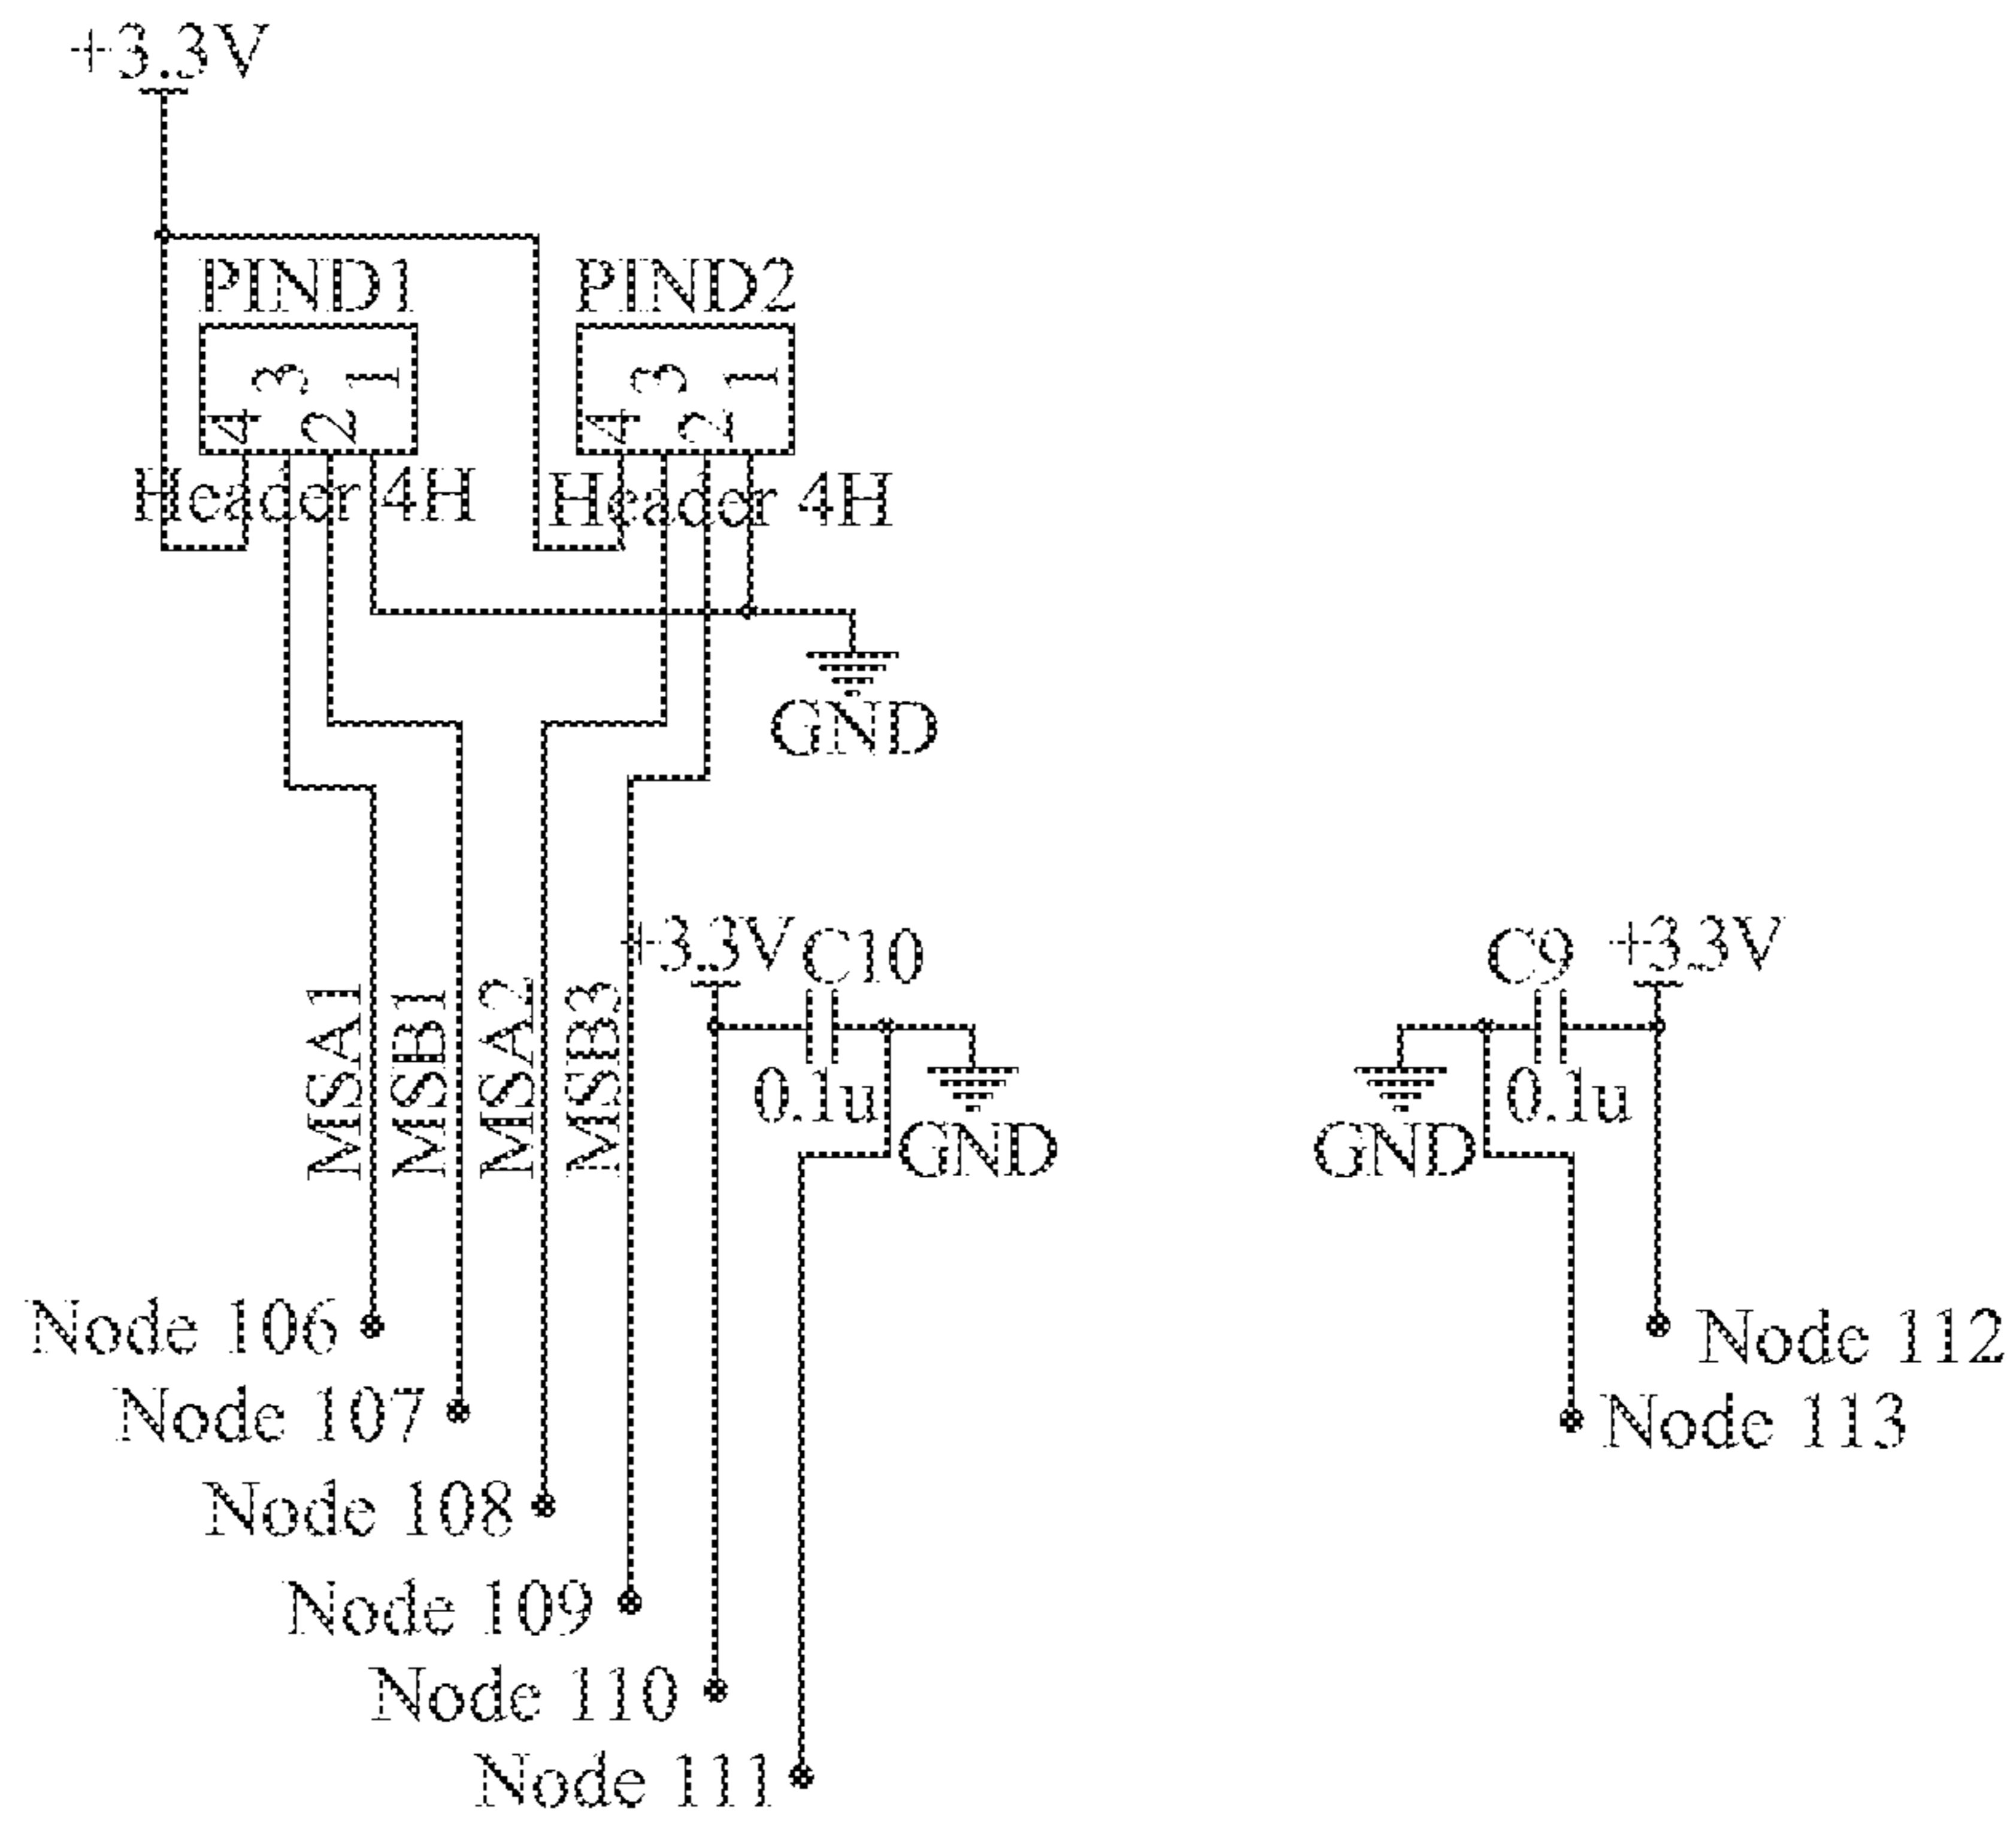 +3.3V
PIND1
PIND2
4 3 2 1
4 3 2 1
Header 4H
Header 4H
GND
+3.3V
C10
C9
+3.3V
MSA1
MSB1
MSA2
MSB3
0.1u
GND
GND
0.1u
Node 106
Node 112
Node 107
Node 113
Node 108
Node 109
Node 110
Node 111